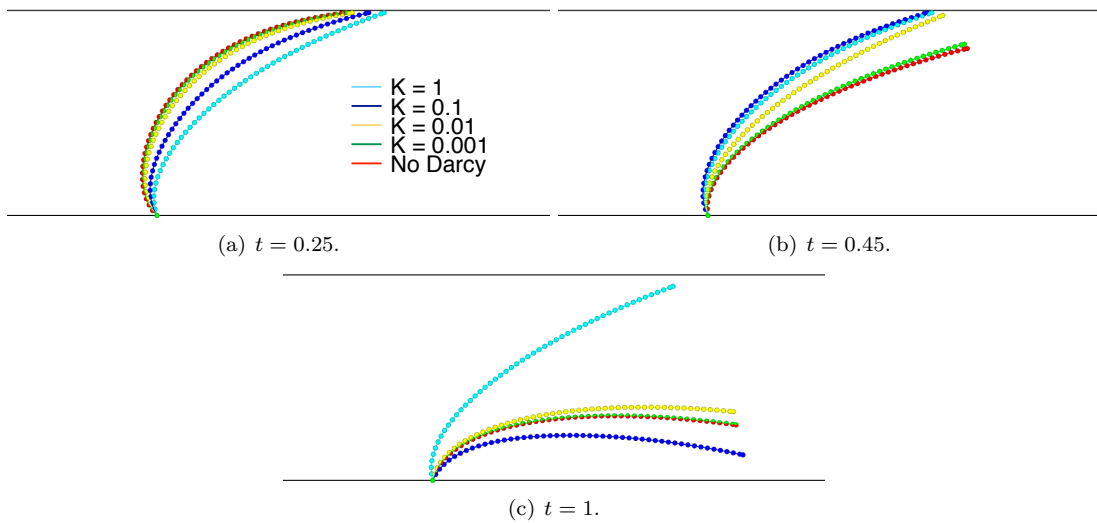 K = 1
K = 0.1
K = 0.01
K = 0.001
No Darcy
(a) t = 0.25.
(b) t = 0.45.
(c) t = 1.